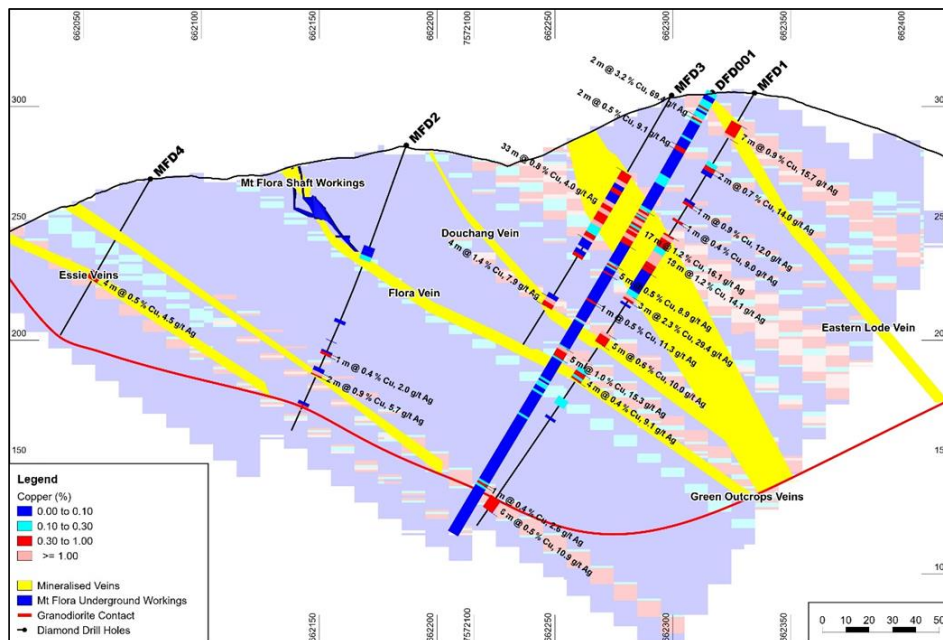 662050
662100
662150
662200
7572100
662250
662300
662350
662400
300
250
200
150
MFD4
MFD2
MFD3
DFD001
MFD1
2 m @ 0.5 % Cu, 9.1 g/t Ag
33 m @ 0.8 % Cu, 4.0 g/t Ag
7 m @ 0.9 % Cu, 15.7 g/t Ag
2 m @ 0.7 % Cu, 14.0 g/t Ag
1 m @ 0.9 % Cu, 12.0 g/t Ag
1 m @ 0.4 % Cu, 9.0 g/t Ag
17 m @ 1.2 % Cu, 16.1 g/t Ag
18 m @ 1.2 % Cu, 14.1 g/t Ag
5 m @ 0.5 % Cu, 8.9 g/t Ag
3 m @ 2.3 % Cu, 29.4 g/t Ag
1 m @ 0.5 % Cu, 11.3 g/t Ag
5 m @ 0.6 % Cu, 10.0 g/t Ag
5 m @ 1.0 % Cu, 15.3 g/t Ag
4 m @ 0.4 % Cu, 9.1 g/t Ag
4 m @ 1.4 % Cu, 7.9 g/t Ag
4 m @ 0.5 % Cu, 4.5 g/t Ag
1 m @ 0.4 % Cu, 2.0 g/t Ag
2 m @ 0.9 % Cu, 5.7 g/t Ag
1 m @ 0.4 % Cu, 2.6 g/t Ag
6 m @ 0.5 % Cu, 10.9 g/t Ag
Mt Flora Shaft Workings
Douchang Vein
Essie Veins
Flora Vein
Eastern Lode Vein
Green Outcrops Veins
Legend
Copper (%)
0.00 to 0.10
0.10 to 0.30
0.30 to 1.00
>= 1.00
Mineralised Veins
Mt Flora Underground Workings
Granodiorite Contact
Diamond Drill Holes
662150
662200
7572100
662250
662300
662350
0 10 20 30 40 50